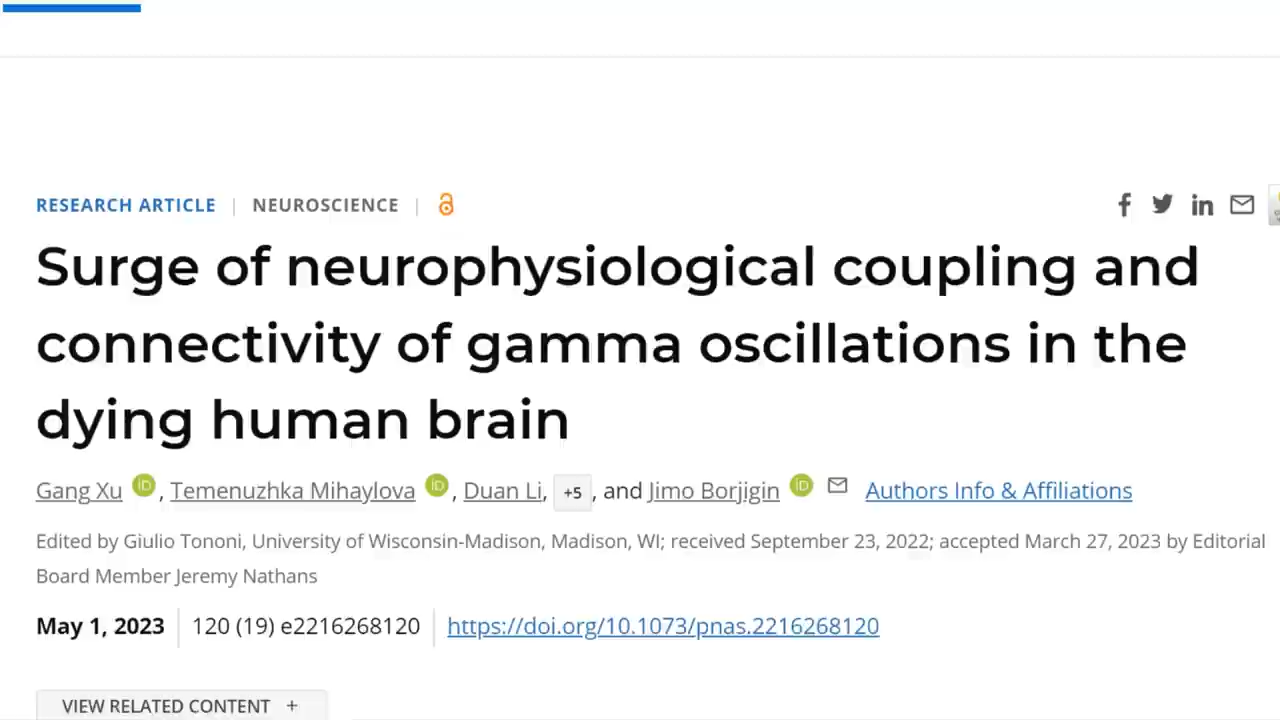 RESEARCH ARTICLE | NEUROSCIENCE |
Surge of neurophysiological coupling and
connectivity of gamma oscillations in the
dying human brain
Gang Xu iD, Temenuzhka Mihaylova iD, Duan Li, +5, and Jimo Borjigin iD Authors Info & Affiliations
Edited by Giulio Tononi, University of Wisconsin-Madison, Madison, WI; received September 23, 2022; accepted March 27, 2023 by Editorial
Board Member Jeremy Nathans
May 1, 2023 | 120 (19) e2216268120 | https://doi.org/10.1073/pnas.2216268120
VIEW RELATED CONTENT +